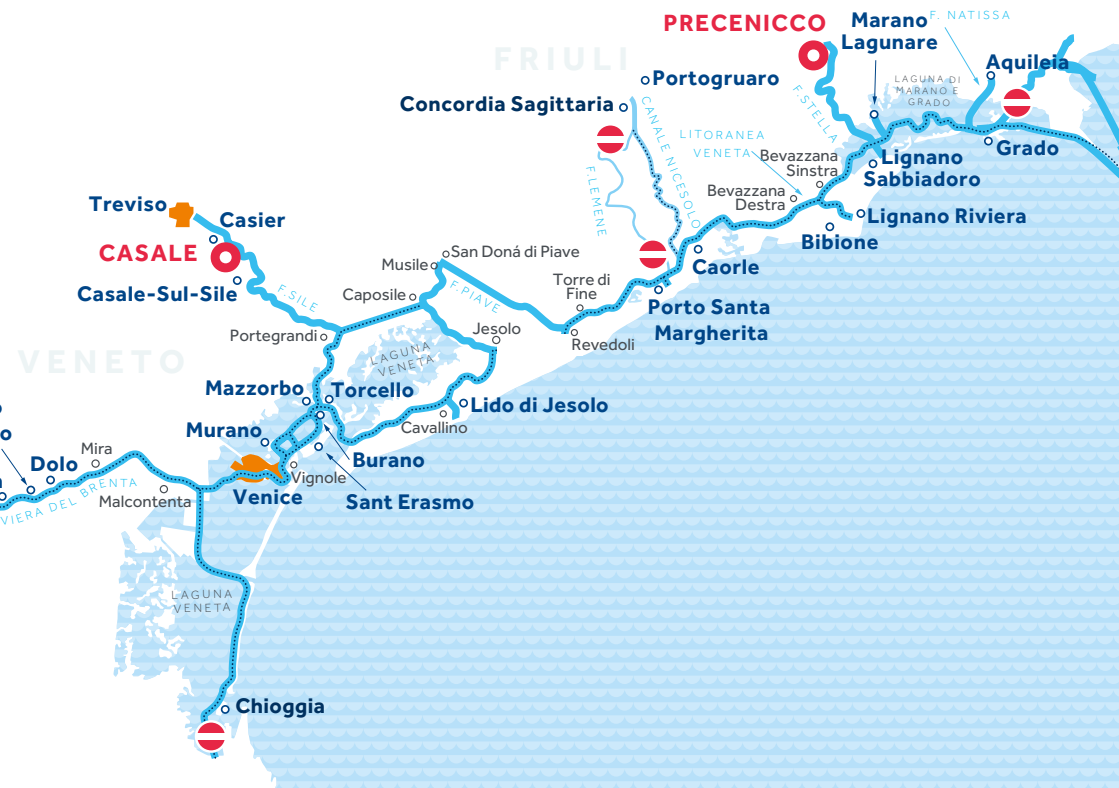 PRECENICCO
Marano
Lagunare
F. NATISSA
FRIULI
Aquileia
Portogruaro
LAGUNA DI
MARANO E
GRADO
Concordia Sagittaria
CANALE NICESOLO
F.STELLA
LITORANEA
VENETA
Grado
Bevazzana
Sinstra
Lignano
Sabbiadoro
F.LEMENE
Bevazzana
Destra
Treviso
Casier
Lignano Riviera
Bibione
CASALE
San Doná di Piave
Musile
Caorle
Casale-Sul-Sile
F.SILE
Caposile
F.PIAVE
Torre di
Fine
Porto Santa
Margherita
Portegrandi
Jesolo
Revedoli
VENETO
LAGUNA
VENETA
Mazzorbo
Torcello
Lido di Jesolo
Cavallino
Murano
Mira
Dolo
Burano
Vignole
Malcontenta
Venice
Sant Erasmo
VIERA DEL BRENTA
LAGUNA
VENETA
Chioggia